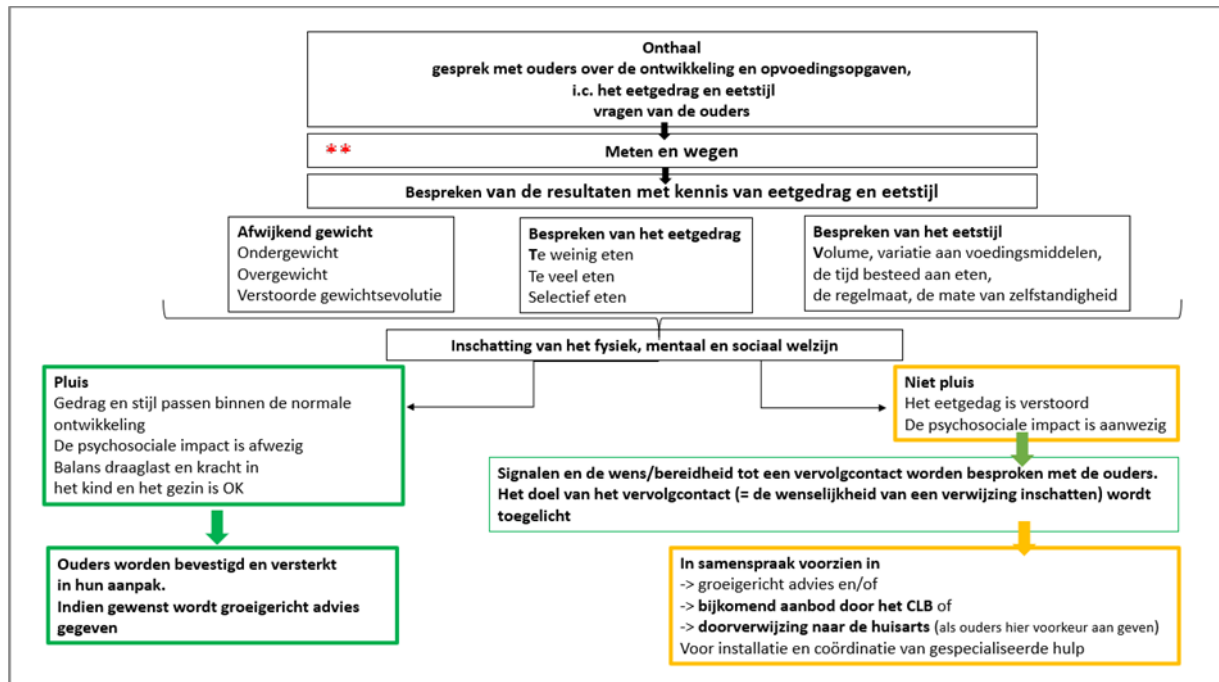 Onthaal
gesprek met ouders over de ontwikkeling en opvoedingsopgaven,
i.c. het eetgedrag en eetstijl
vragen van de ouders
** Meten en wegen
Bespreken van de resultaten met kennis van eetgedrag en eetstijl
Afwijkend gewicht
Ondergewicht
Overgewicht
Verstoorde gewichtsevolutie
Bespreken van het eetgedrag
Te weinig eten
Te veel eten
Selectief eten
Bespreken van het eetstijl
Volume, variatie aan voedingsmiddelen,
de tijd besteed aan eten,
de regelmaat, de mate van zelfstandigheid
Inschatting van het fysiek, mentaal en sociaal welzijn
Pluis
Gedrag en stijl passen binnen de normale
ontwikkeling
De psychosociale impact is afwezig
Balans draaglast en kracht in
het kind en het gezin is OK
Niet pluis
Het eetgedag is verstoord
De psychosociale impact is aanwezig
Signalen en de wens/bereidheid tot een vervolgcontact worden besproken met de ouders.
Het doel van het vervolgcontact (= de wenselijkheid van een verwijzing inschatten) wordt
toegelicht
Ouders worden bevestigd en versterkt
in hun aanpak.
Indien gewenst wordt groeigericht advies
gegeven
In samenspraak voorzien in
-> groeigericht advies en/of
-> bijkomend aanbod door het CLB of
-> doorverwijzing naar de huisarts (als ouders hier voorkeur aan geven)
Voor installatie en coördinatie van gespecialiseerde hulp